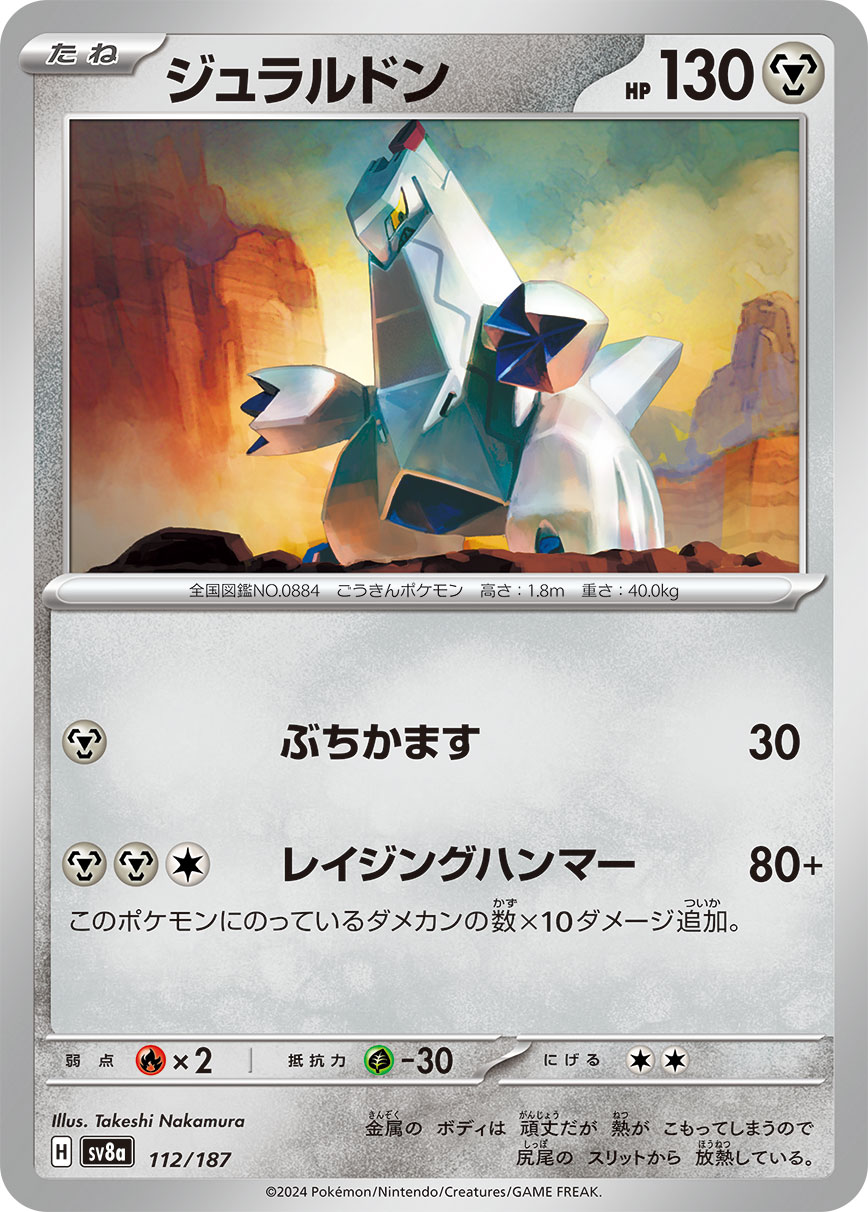 たね
ジュラルドン
HP 130
全国図鑑NO.0884 ごうきんポケモン 高さ：1.8m 重さ：40.0kg
ぶちかます 30
レイジングハンマー 80+
このポケモンにのっているダメカンの数×10ダメージ追加。
弱点 ×2 抵抗力 -30 にげる
Illus. Takeshi Nakamura
金属の ボディは 頑丈だが 熱が こもってしまうので
尻尾の スリットから 放熱している。
H sv8a 112/187
©2024 Pokémon/Nintendo/Creatures/GAME FREAK.